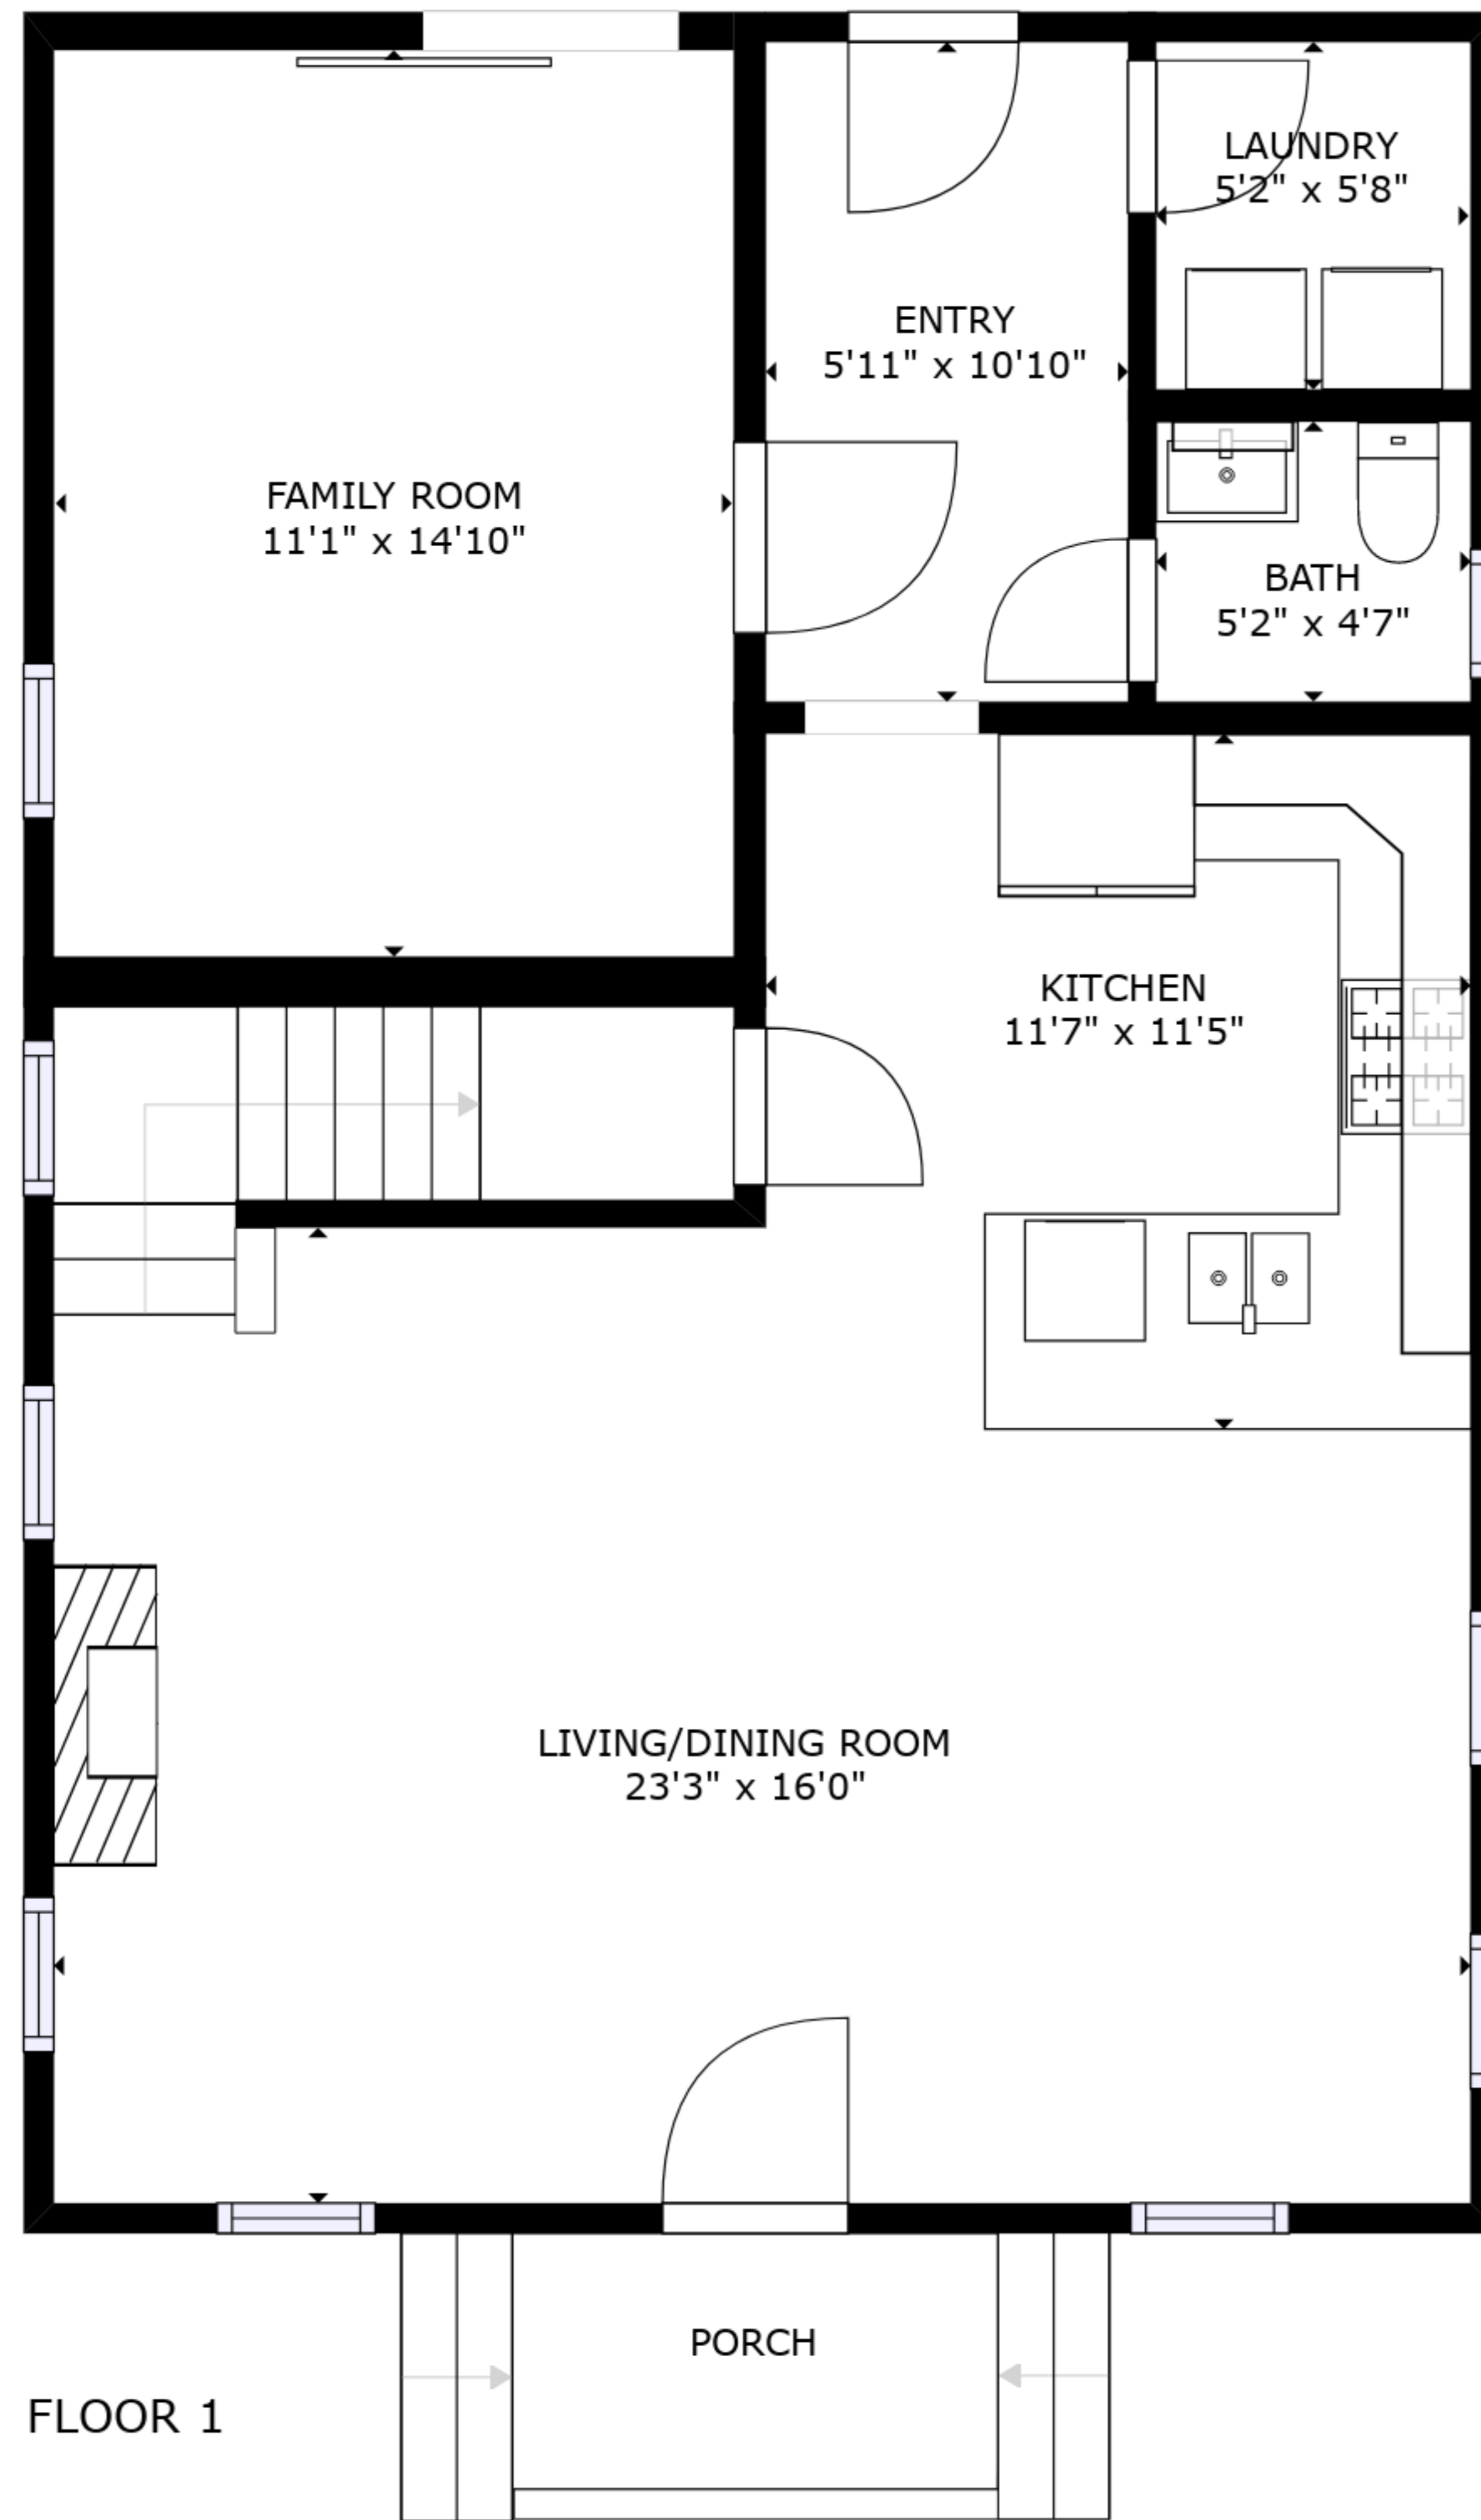 LAUNDRY
5'2" x 5'8"
ENTRY
5'11" x 10'10"
FAMILY ROOM
11'1" x 14'10"
BATH
5'2" x 4'7"
KITCHEN
11'7" x 11'5"
LIVING/DINING ROOM
23'3" x 16'0"
PORCH
FLOOR 1